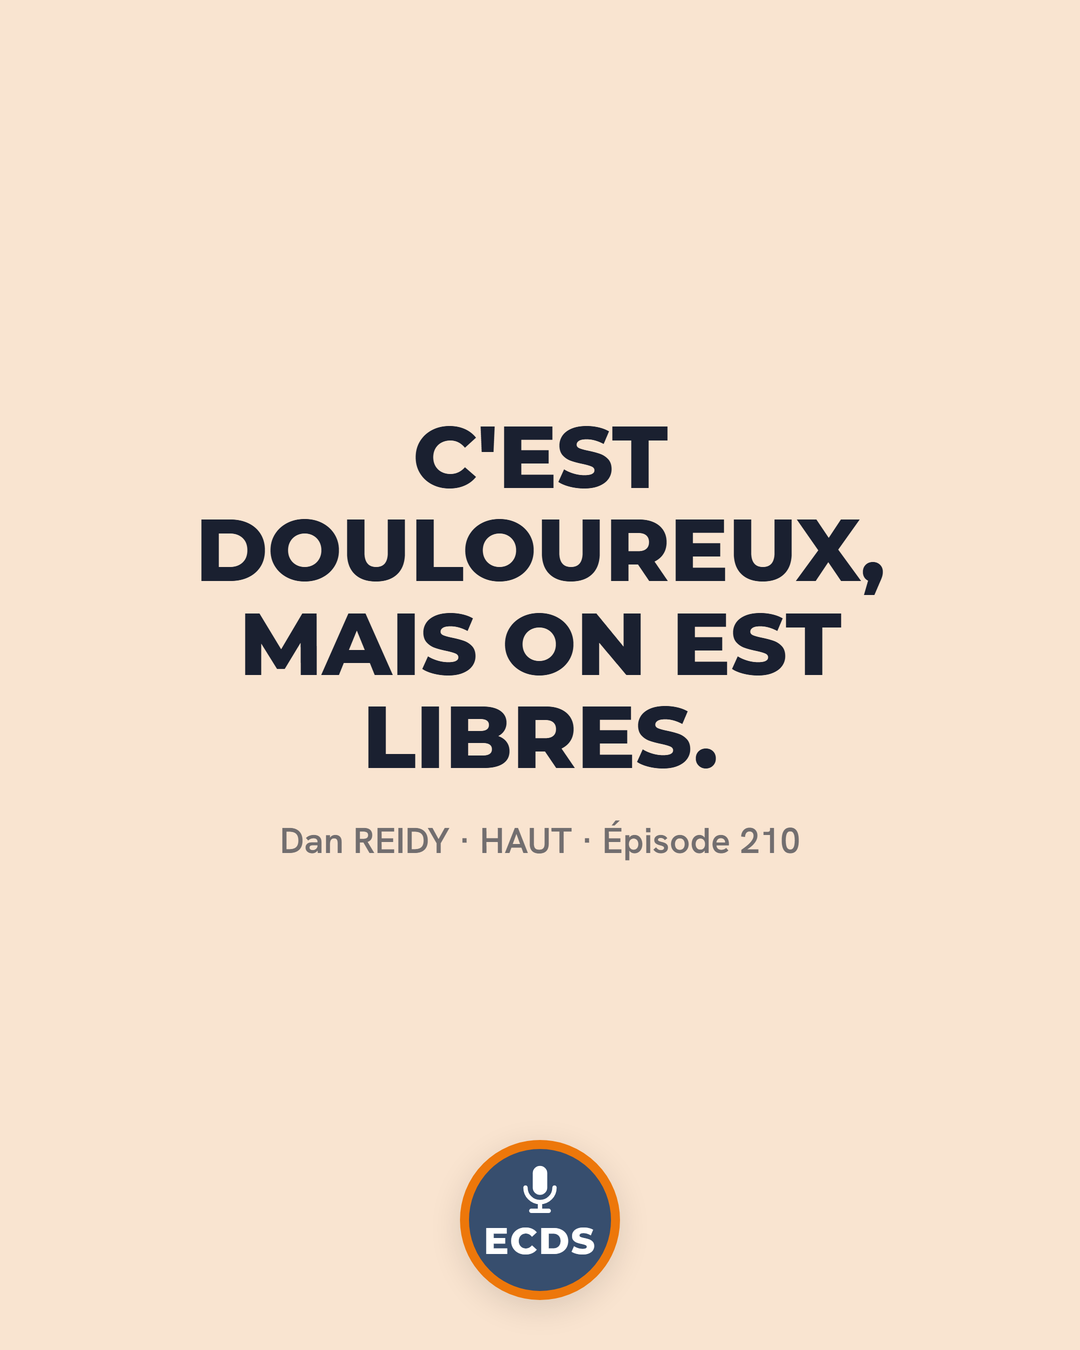 C'EST
DOULOUREUX,
MAIS ON EST
LIBRES.
Dan REIDY · HAUT · Épisode 210
ECDS